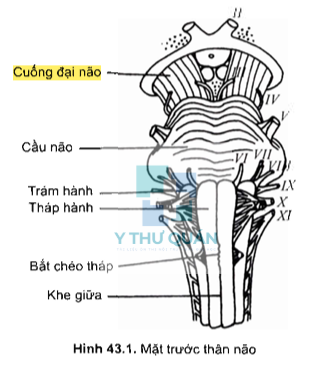 II
Cuống đại não
III
IV
V
Cầu não
VI
VII
VIII
Trám hành
IX
Tháp hành
X
XI
Y THƯ QUÁN
Bắt chéo tháp
Khe giữa
Hình 43.1. Mặt trước thân não